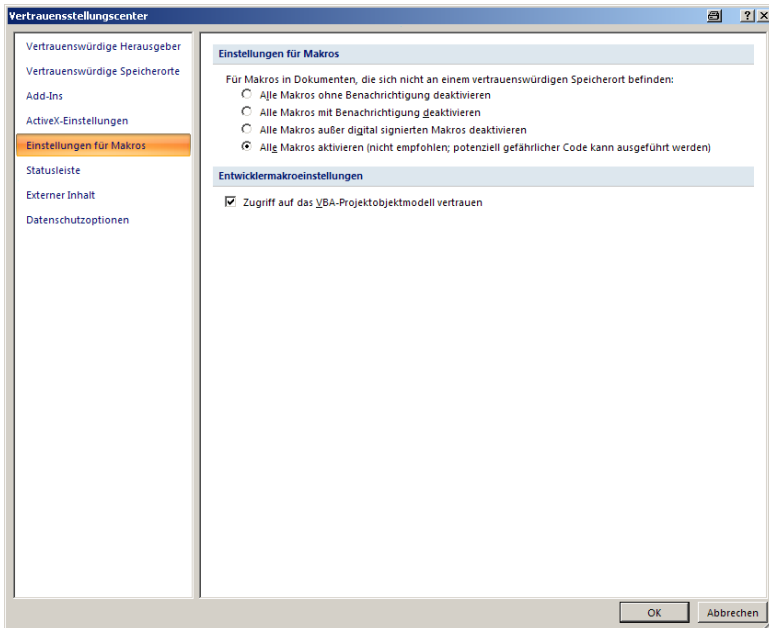 Vertrauensstellungscenter
Vertrauenswürdige Herausgeber
Vertrauenswürdige Speicherorte
Add-Ins
ActiveX-Einstellungen
Einstellungen für Makros
Statusleiste
Externer Inhalt
Datenschutzoptionen
Einstellungen für Makros
Für Makros in Dokumenten, die sich nicht an einem vertrauenswürdigen Speicherort befinden:
Alle Makros ohne Benachrichtigung deaktivieren
Alle Makros mit Benachrichtigung deaktivieren
Alle Makros außer digital signierten Makros deaktivieren
Alle Makros aktivieren (nicht empfohlen; potenziell gefährlicher Code kann ausgeführt werden)
Entwicklermakroeinstellungen
Zugriff auf das VBA-Projektobjektmodell vertrauen
OK
Abbrechen